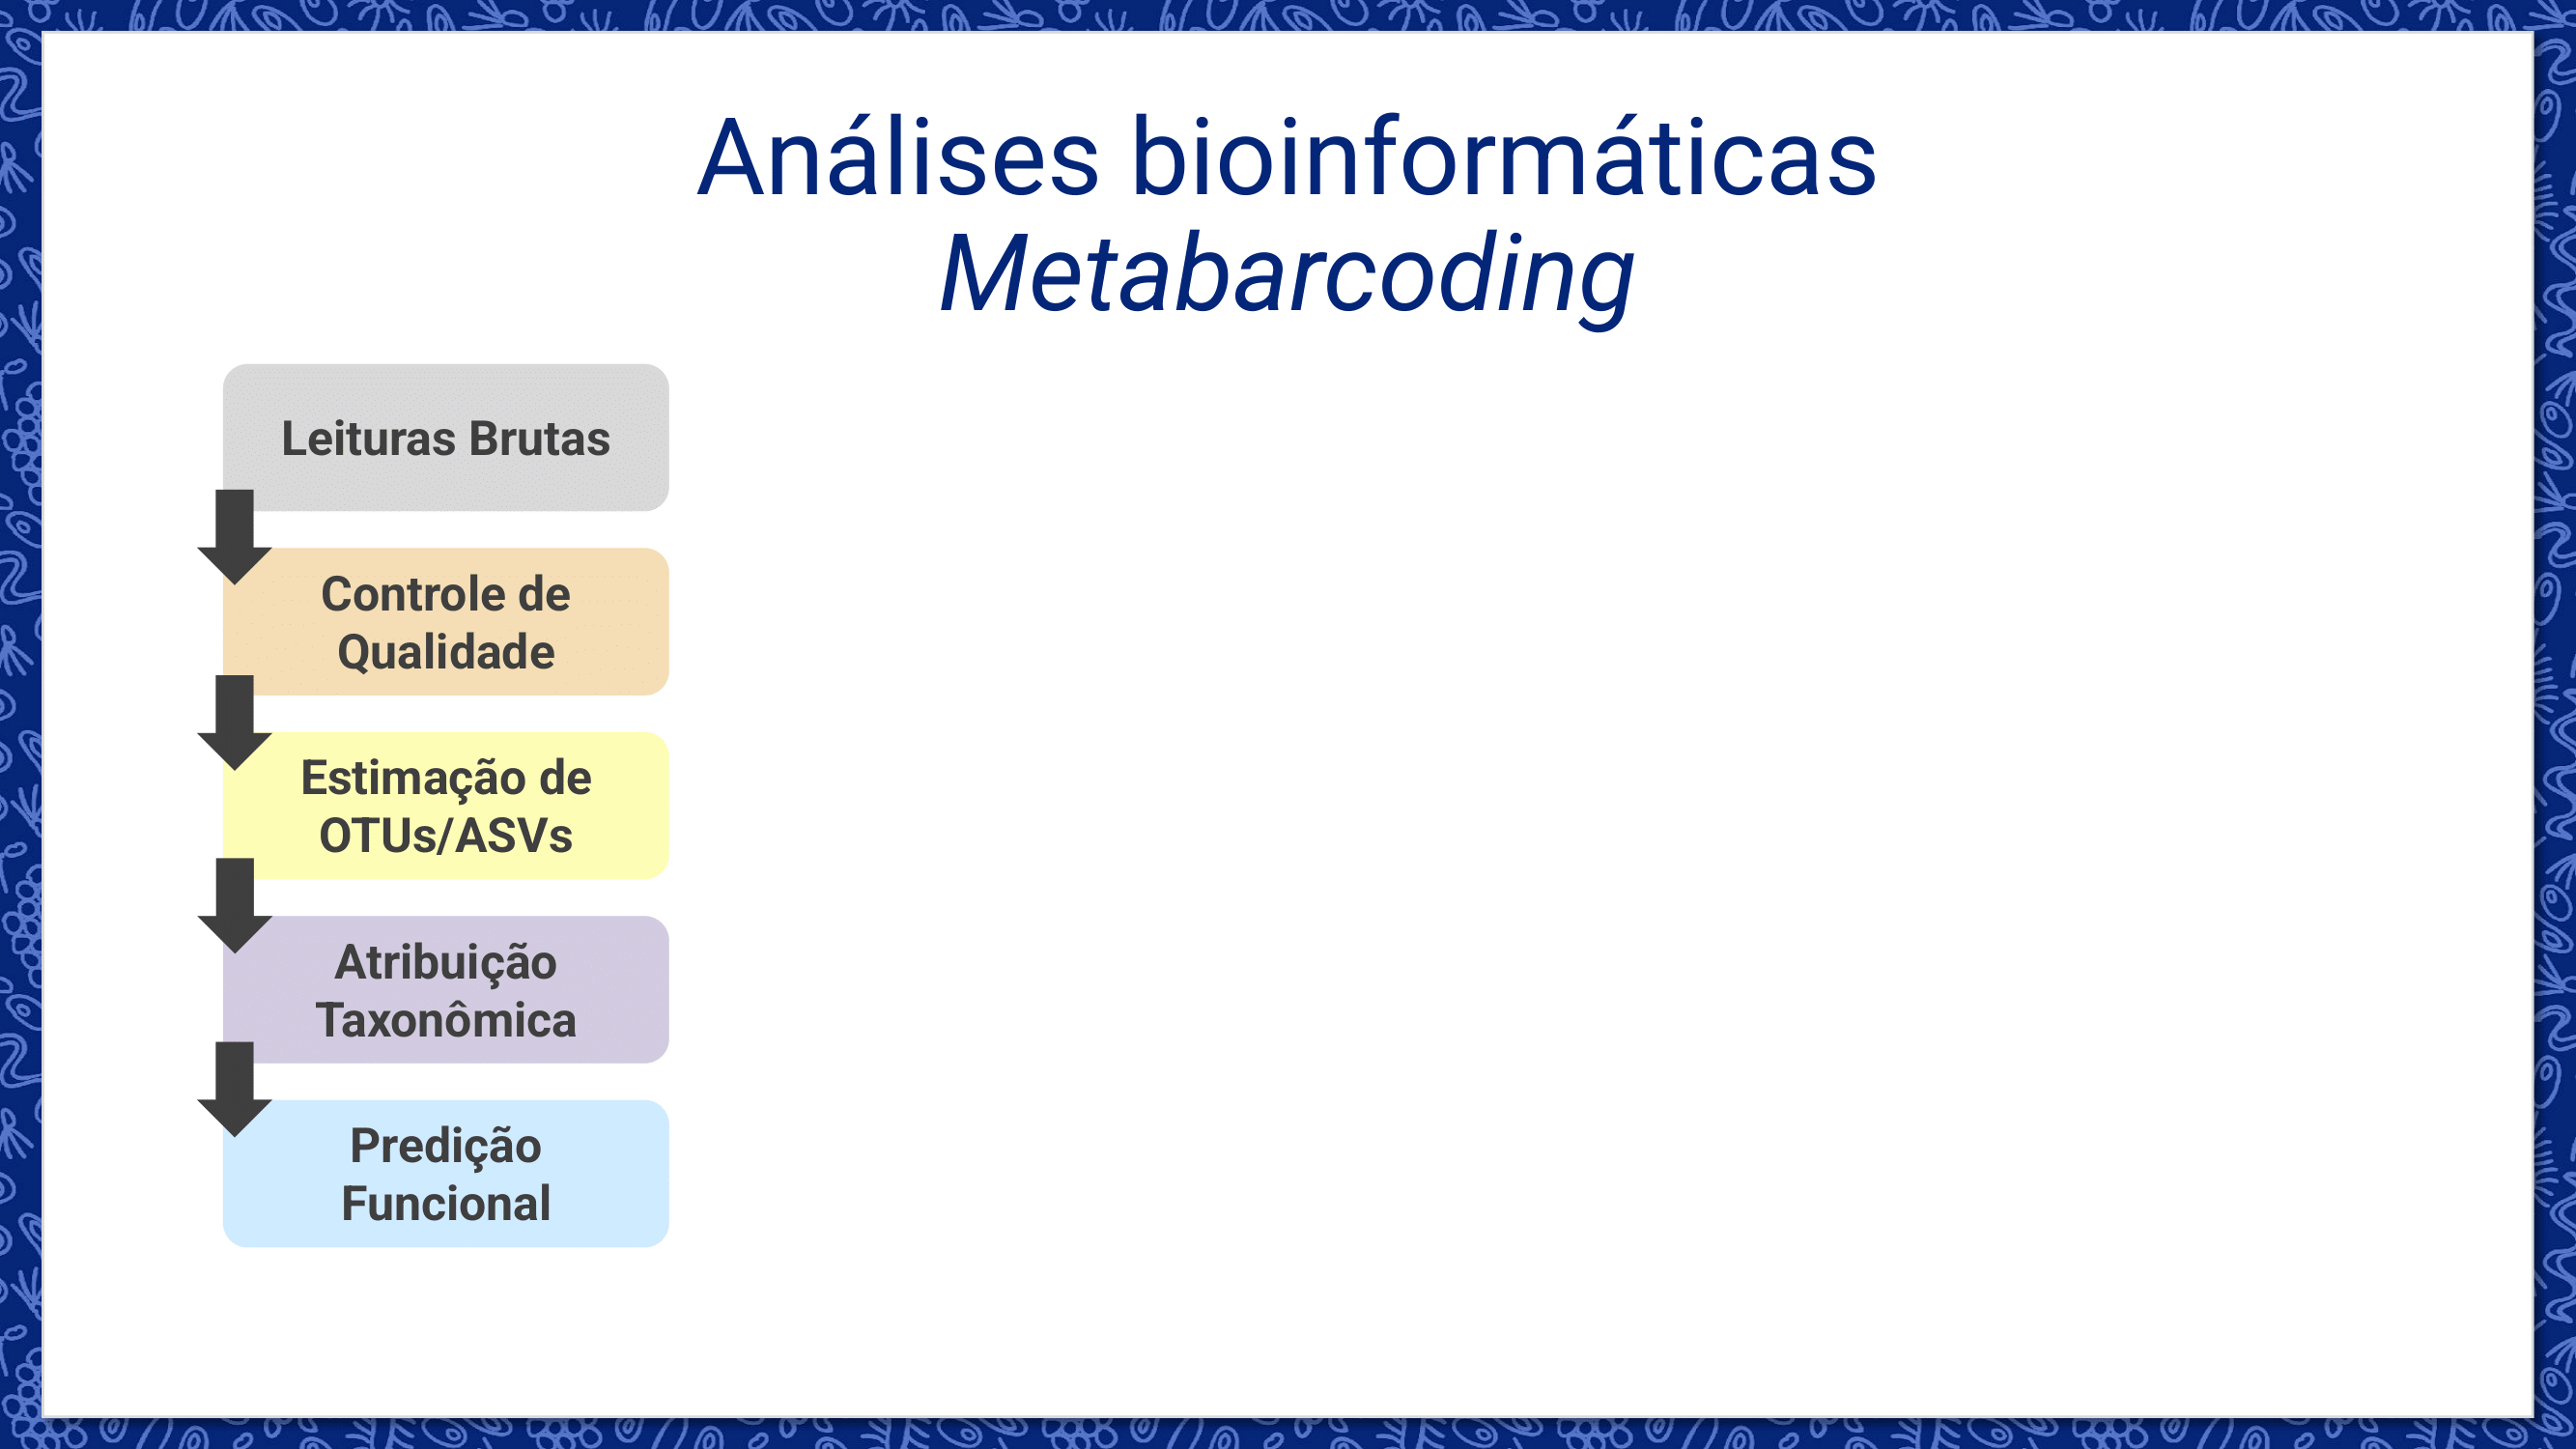 Análises bioinformáticas
Metabarcoding
Leituras Brutas
Controle de
Qualidade
Estimação de
OTUs/ASVs
Atribuição
Taxonômica
Predição
Funcional